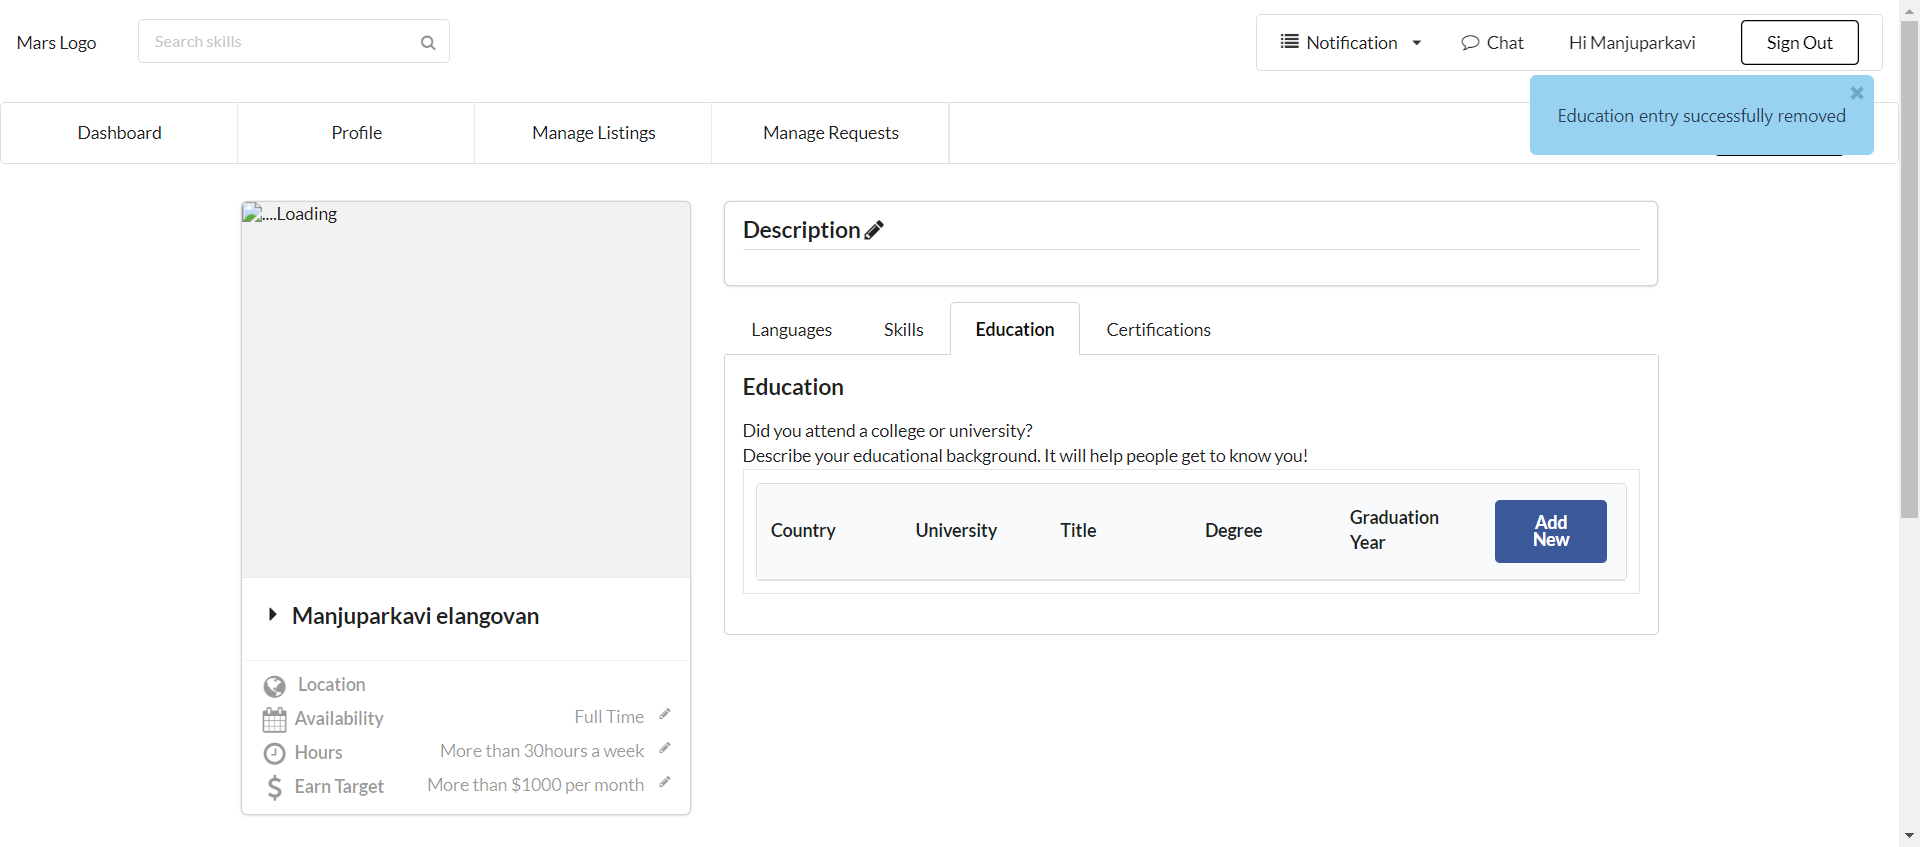 Mars Logo
Search skills
Notification
Chat
Hi Manjuparkavi
Sign Out
Education entry successfully removed
Dashboard
Profile
Manage Listings
Manage Requests
....Loading
Manjuparkavi elangovan
Location
Availability
Full Time
Hours
More than 30hours a week
Earn Target
More than $1000 per month
Description
Languages
Skills
Education
Certifications
Education
Did you attend a college or university?
Describe your educational background. It will help people get to know you!
Country
University
Title
Degree
Graduation
Year
Add
New